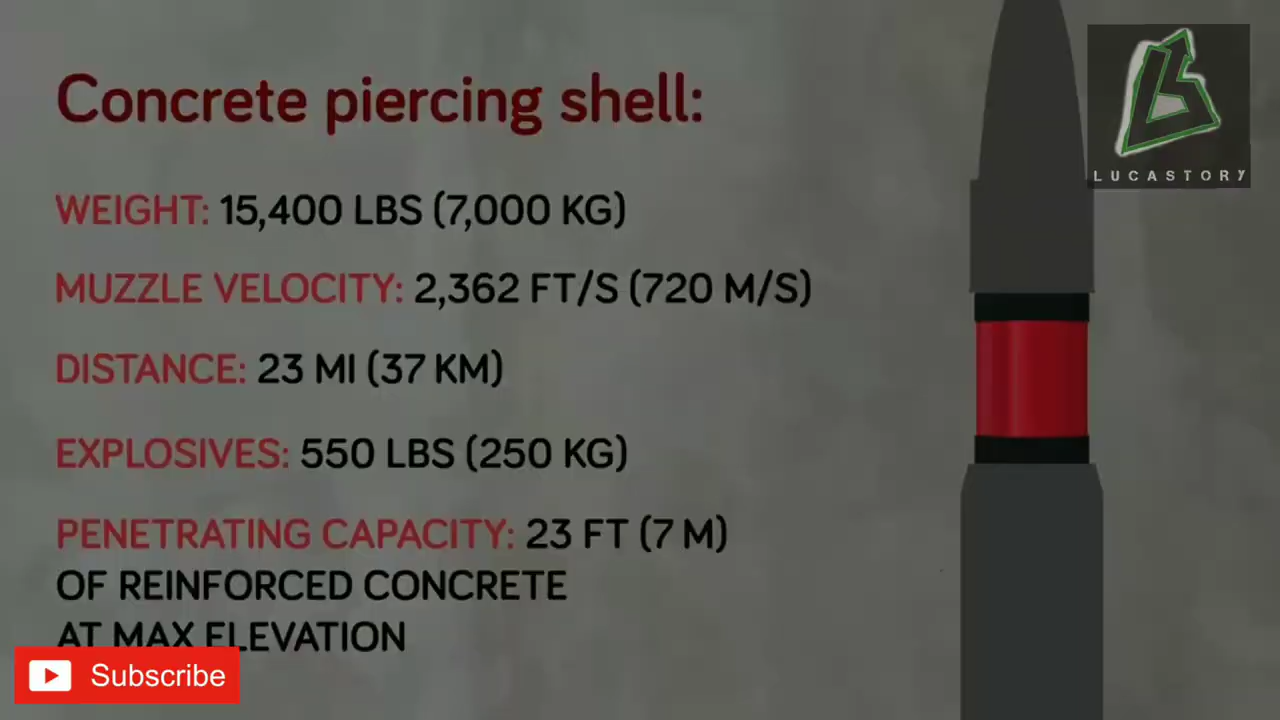 Concrete piercing shell:
LUCASTORY
WEIGHT: 15,400 LBS (7,000 KG)
MUZZLE VELOCITY: 2,362 FT/S (720 M/S)
DISTANCE: 23 MI (37 KM)
EXPLOSIVES: 550 LBS (250 KG)
PENETRATING CAPACITY: 23 FT (7 M)
OF REINFORCED CONCRETE
AT MAX ELEVATION
Subscribe